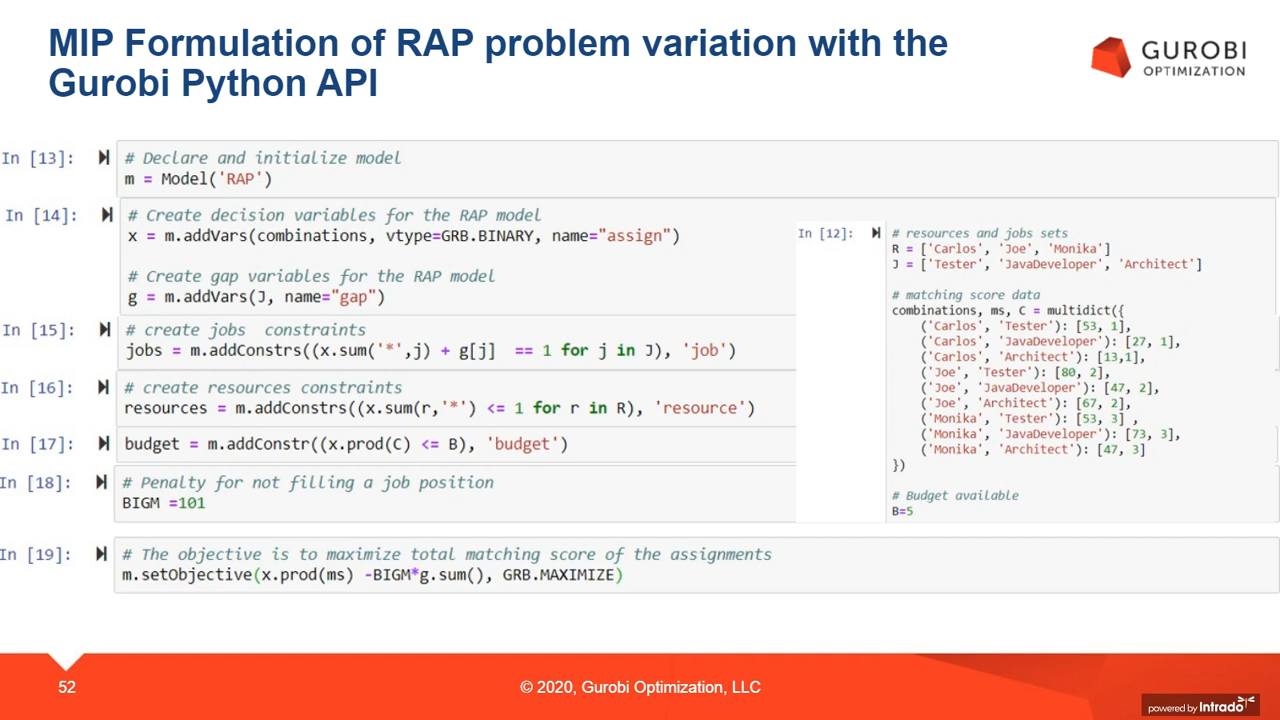 MIP Formulation of RAP problem variation with the
Gurobi Python API
GUROBI
OPTIMIZATION
In [13]:
# Declare and initialize model
m = Model('RAP')
In [14]:
# Create decision variables for the RAP model
x = m.addVars(combinations, vtype=GRB.BINARY, name="assign")
# Create gap variables for the RAP model
g = m.addVars(J, name="gap")
In [15]:
# create jobs  constraints
jobs = m.addConstrs((x.sum('*',j) + g[j]  == 1 for j in J), 'job')
In [16]:
# create resources constraints
resources = m.addConstrs((x.sum(r,'*') <= 1 for r in R), 'resource')
In [17]:
budget = m.addConstr((x.prod(C) <= B), 'budget')
In [18]:
# Penalty for not filling a job position
BIGM =101
In [19]:
# The objective is to maximize total matching score of the assignments
m.setObjective(x.prod(ms) -BIGM*g.sum(), GRB.MAXIMIZE)
In [12]:
# resources and jobs sets
R = ['Carlos', 'Joe', 'Monika']
J = ['Tester', 'JavaDeveloper', 'Architect']
# matching score data
combinations, ms, C = multidict({
('Carlos', 'Tester'): [53, 1],
('Carlos', 'JavaDeveloper'): [27, 1],
('Carlos', 'Architect'): [13,1],
('Joe', 'Tester'): [80, 2],
('Joe', 'JavaDeveloper'): [47, 2],
('Joe', 'Architect'): [67, 2],
('Monika', 'Tester'): [53, 3] ,
('Monika', 'JavaDeveloper'): [73, 3],
('Monika', 'Architect'): [47, 3]
})
# Budget available
B=5
52
© 2020, Gurobi Optimization, LLC
powered by Intrado